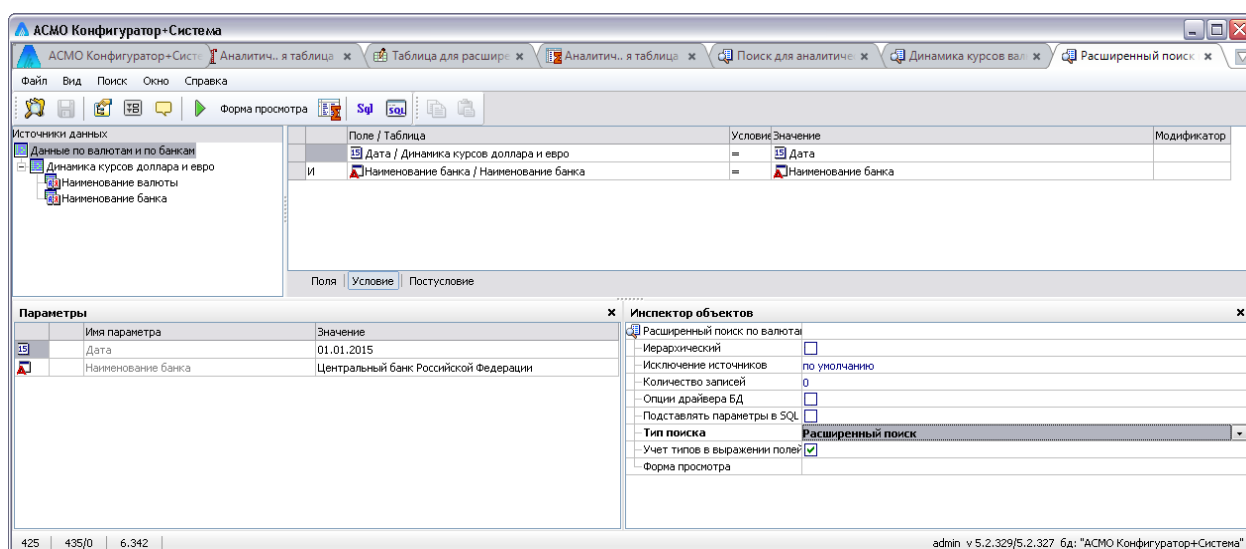 АСМО Конфигуратор+Система
АСМО Конфигуратор+Систе
Аналитич.. я таблица
Таблица для расшире
Аналитич.. я таблица
Поиск для аналитиче
Динамика курсов вал
Расширенный поиск
Файл Вид Поиск Окно Справка
Форма просмотра Sql SQL
Источники данных
Данные по валютам и по банкам
Динамика курсов доллара и евро
Наименование валюты
Наименование банка
Поле / Таблица Условие Значение Модификатор
15 Дата / Динамика курсов доллара и евро = 15 Дата
И Наименование банка / Наименование банка = Наименование банка
Поля Условие Постусловие
Параметры
Имя параметра Значение
15 Дата 01.01.2015
Наименование банка Центральный банк Российской Федерации
Инспектор объектов
Расширенный поиск по валюта
Иерархический
Исключение источников по умолчанию
Количество записей 0
Опции драйвера БД
Подставлять параметры в SQL
Тип поиска Расширенный поиск
Учет типов в выражении полей
Форма просмотра
425 435/0 6.342 admin v 5.2.329/5.2.327 бд: "АСМО Конфигуратор+Система"